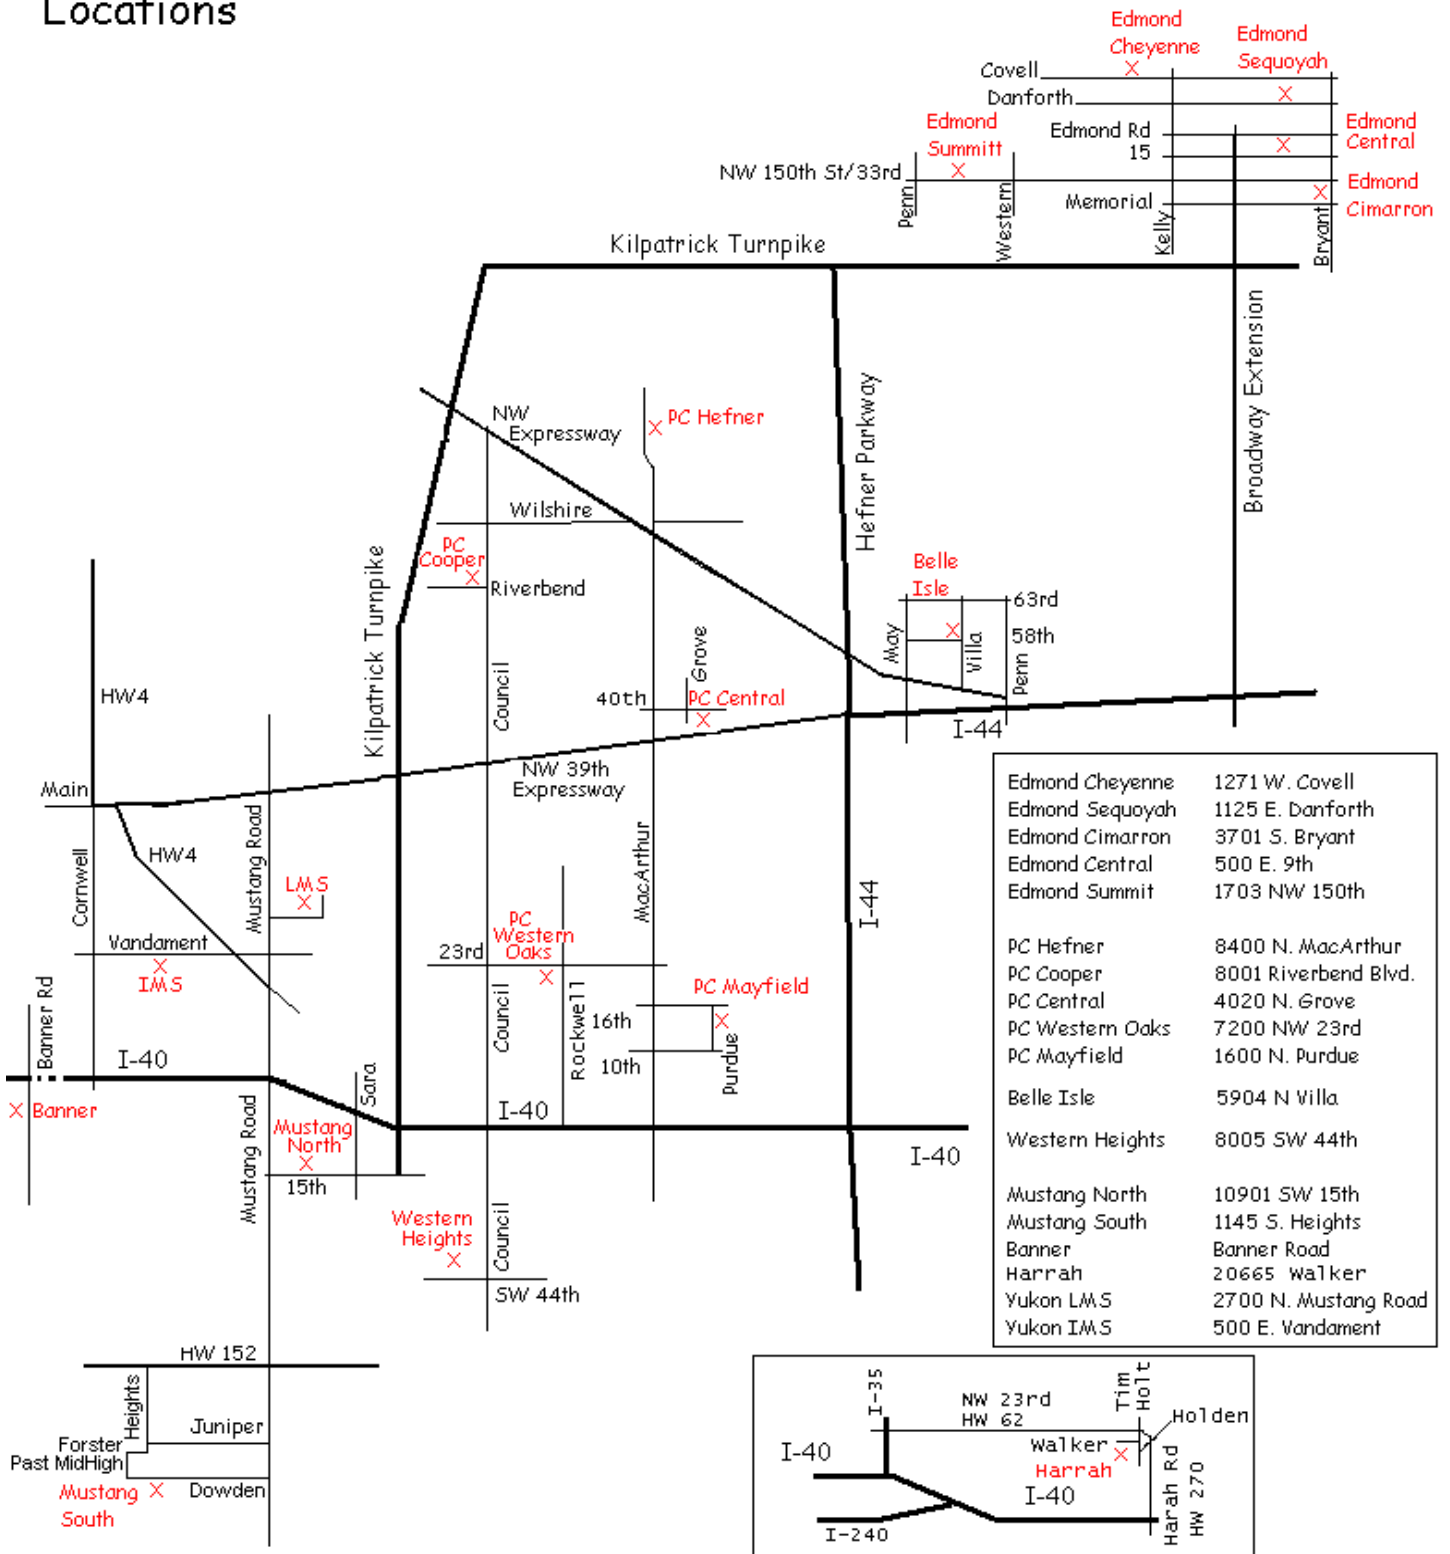 Locations
Edmond
Cheyenne
Edmond
Sequoyah
Covell
Danforth
Edmond
Summitt
Edmond Rd
15
Edmond
Central
NW 150th St/33rd
Edmond
Cimarron
Memorial
Penn
Western
Kelly
Bryant
Kilpatrick Turnpike
Broadway Extension
Hefner Parkway
NW
Expressway
PC Hefner
Wilshire
PC
Cooper
Riverbend
Kilpatrick Turnpike
Belle
Isle
63rd
58th
May
Villa
Penn
HW4
Council
Grove
40th
PC Central
I-44
NW 39th
Expressway
Main
Mustang Road
HW4
Cornwell
LMS
MacArthur
I-44
Vandament
IMS
23rd
PC
Western
Oaks
PC Mayfield
Banner Rd
Council
Rockwell
16th
10th
Purdue
I-40
Sara
I-40
Banner
Mustang Road
Mustang
North
15th
I-40
Western
Heights
Council
SW 44th
Edmond Cheyenne 1271 W. Covell
Edmond Sequoyah 1125 E. Danforth
Edmond Cimarron 3701 S. Bryant
Edmond Central 500 E. 9th
Edmond Summit 1703 NW 150th
PC Hefner 8400 N. MacArthur
PC Cooper 8001 Riverbend Blvd.
PC Central 4020 N. Grove
PC Western Oaks 7200 NW 23rd
PC Mayfield 1600 N. Purdue
Belle Isle 5904 N Villa
Western Heights 8005 SW 44th
Mustang North 10901 SW 15th
Mustang South 1145 S. Heights
Banner Banner Road
Harrah 20665 Walker
Yukon LMS 2700 N. Mustang Road
Yukon IMS 500 E. Vandament
HW 152
Heights
Juniper
Forster
Past MidHigh
Mustang
South
Dowden
I-35
NW 23rd
HW 62
Tim
Holt
Holden
Walker
Harrah
I-40
I-40
I-240
Harah Rd
HW 270